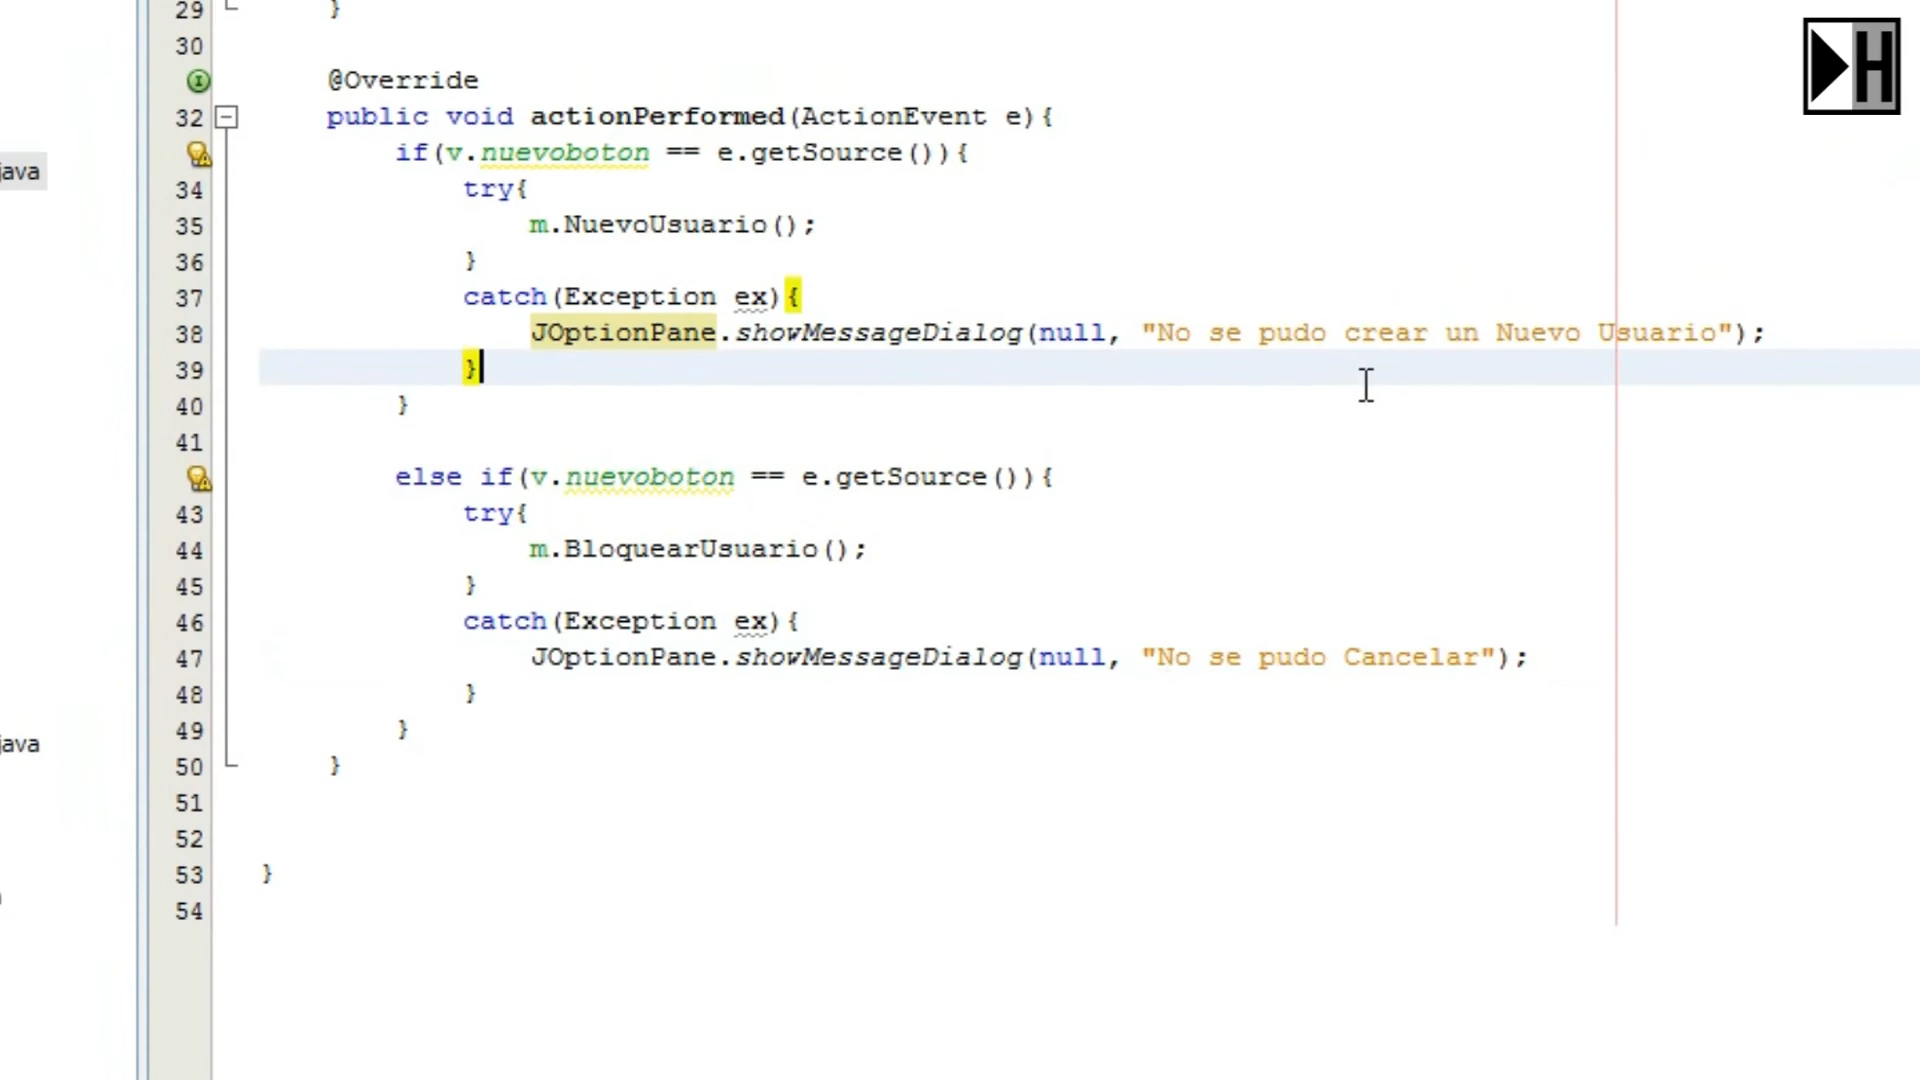 29 }
30
@Override
32 public void actionPerformed(ActionEvent e){
if(v.nuevoboton == e.getSource()){
34 try{
35 m.NuevoUsuario();
36 }
37 catch(Exception ex){
38 JOptionPane.showMessageDialog(null, "No se pudo crear un Nuevo Usuario");
39 }
40 }
41
else if(v.nuevoboton == e.getSource()){
43 try{
44 m.BloquearUsuario();
45 }
46 catch(Exception ex){
47 JOptionPane.showMessageDialog(null, "No se pudo Cancelar");
48 }
49 }
50 }
51
52
53 }
54
java
java
H